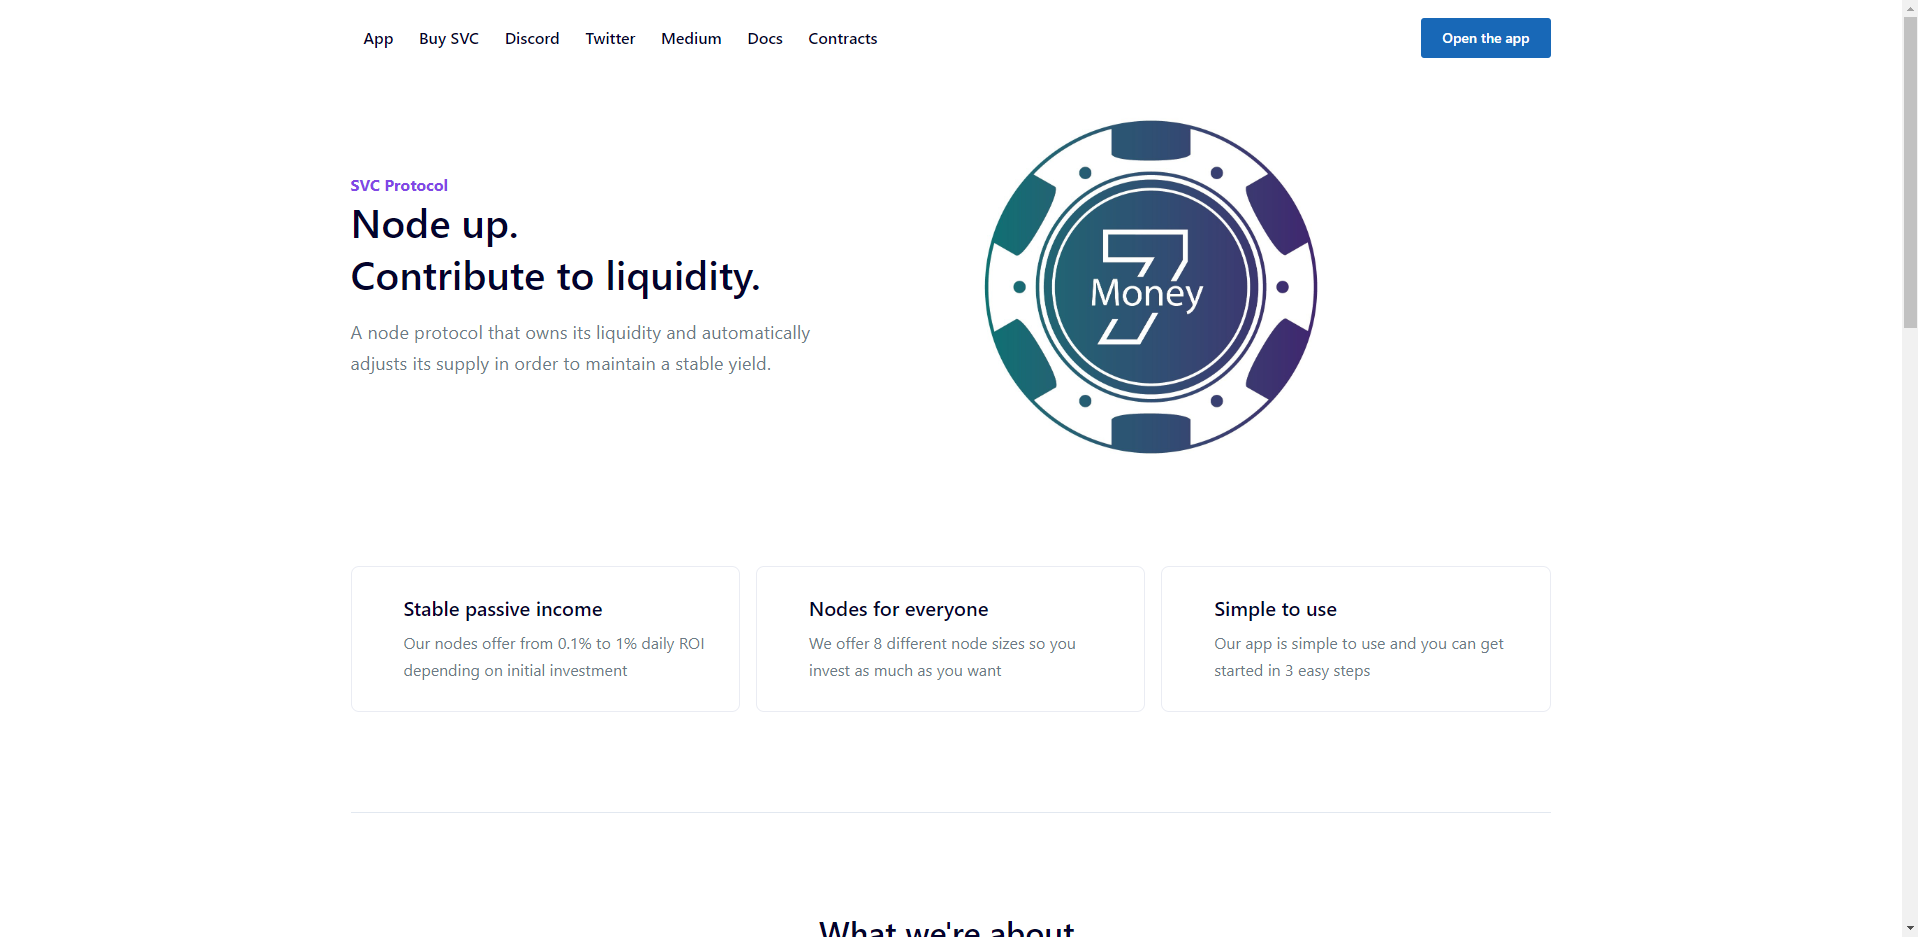 App Buy SVC Discord Twitter Medium Docs Contracts Open the app
SVC Protocol
Node up.
Contribute to liquidity.
A node protocol that owns its liquidity and automatically
adjusts its supply in order to maintain a stable yield.
Money
Stable passive income
Our nodes offer from 0.1% to 1% daily ROI
depending on initial investment
Nodes for everyone
We offer 8 different node sizes so you
invest as much as you want
Simple to use
Our app is simple to use and you can get
started in 3 easy steps
What we're about